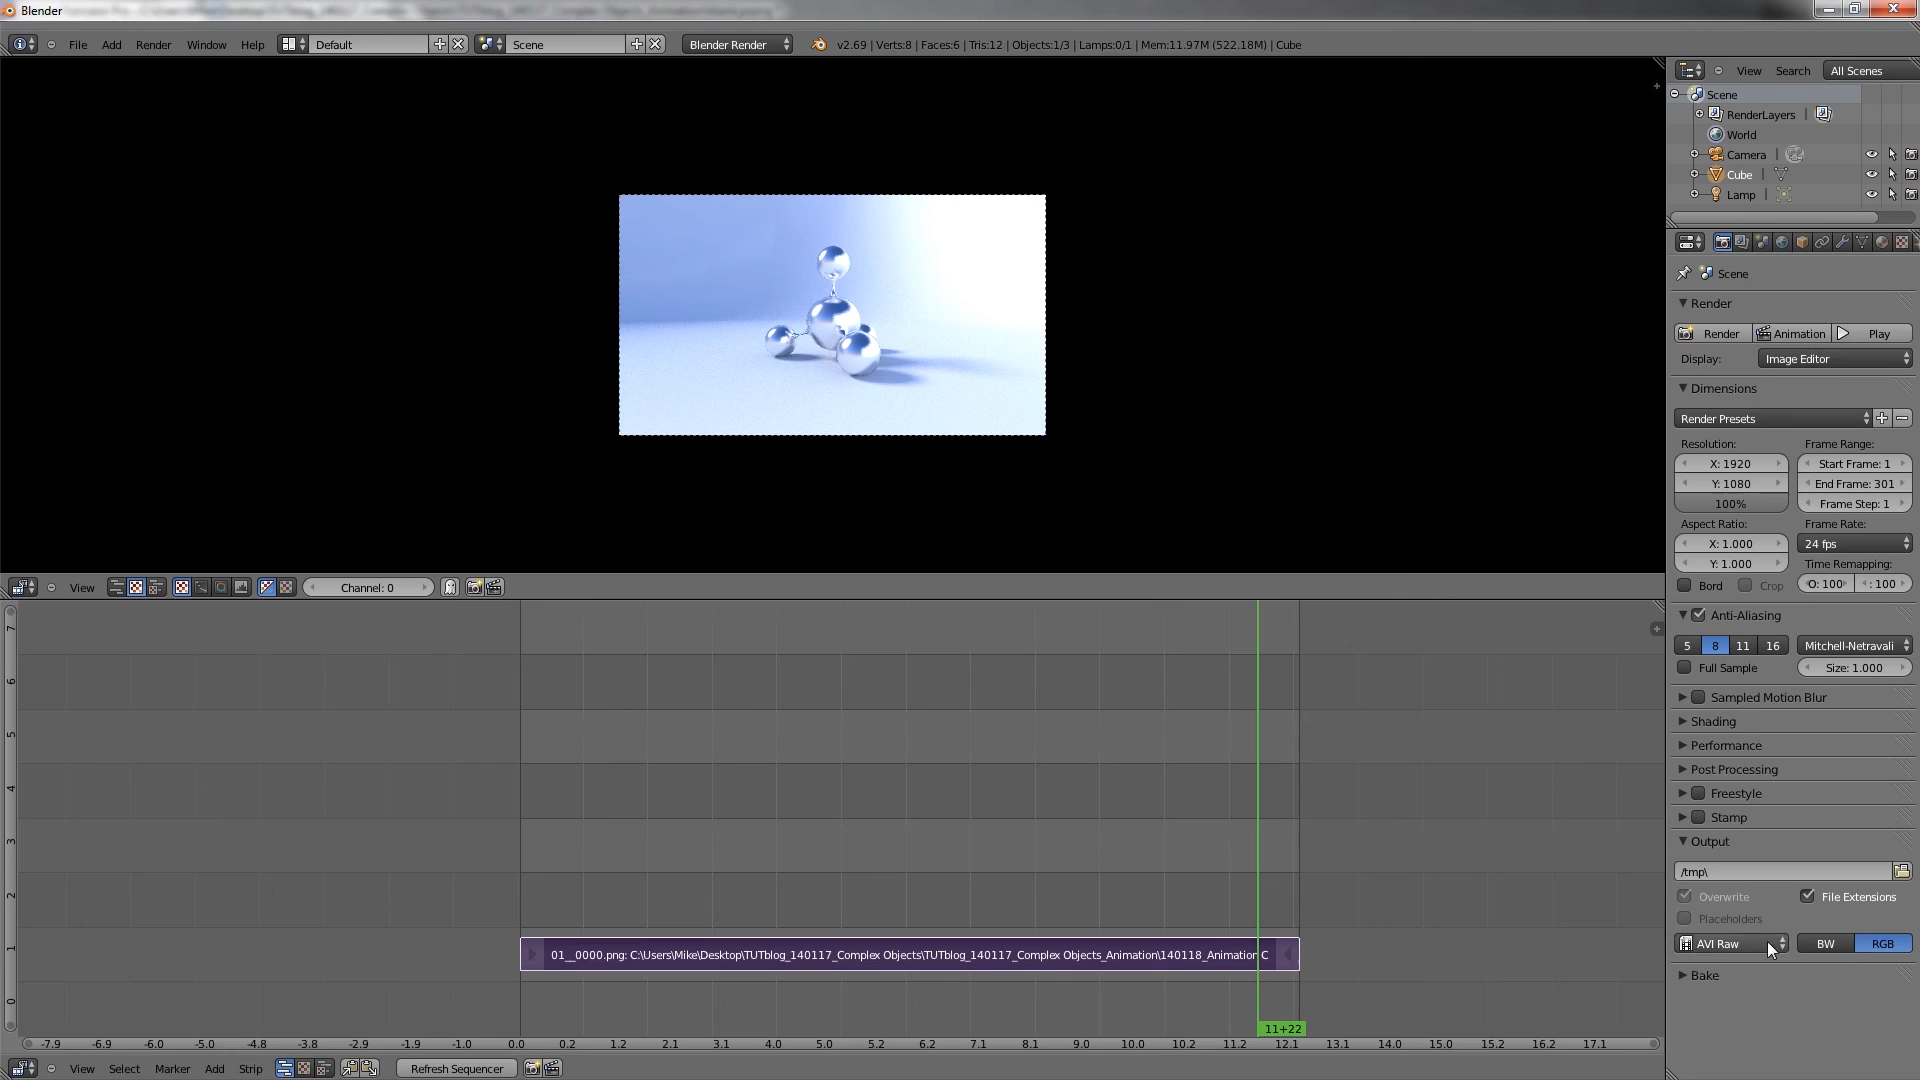 Blender
File Add Render Window Help Default Scene Blender Render v2.69 | Verts:8 | Faces:6 | Tris:12 | Objects:1/3 | Lamps:0/1 | Mem:11.97M (522.18M) | Cube
View Search All Scenes
Scene
RenderLayers |
World
Camera |
Cube |
Lamp |
Scene
Render
Render Animation Play
Display: Image Editor
Dimensions
Render Presets
Resolution: Frame Range:
X: 1920 Start Frame: 1
Y: 1080 End Frame: 301
100% Frame Step: 1
Aspect Ratio: Frame Rate:
X: 1.000 24 fps
Y: 1.000 Time Remapping:
Bord Crop O: 100 : 100
Anti-Aliasing
5 8 11 16 Mitchell-Netravali
Full Sample Size: 1.000
Sampled Motion Blur
Shading
Performance
Post Processing
Freestyle
Stamp
Output
/tmp\
Overwrite File Extensions
Placeholders
AVI Raw BW RGB
Bake
View Channel: 0
7
6
5
4
3
2
1
0
01__0000.png: C:\Users\Mike\Desktop\TUTblog_140117_Complex Objects\TUTblog_140117_Complex Objects_Animation\140118_Animation C
11+22
-7.9 -6.9 -6.0 -5.0 -4.8 -3.8 -2.9 -1.9 -1.0 0.0 0.2 1.2 2.1 3.1 4.0 5.0 5.2 6.2 7.1 8.1 9.0 10.0 10.2 11.2 12.1 13.1 14.0 15.0 15.2 16.2 17.1
View Select Marker Add Strip Refresh Sequencer